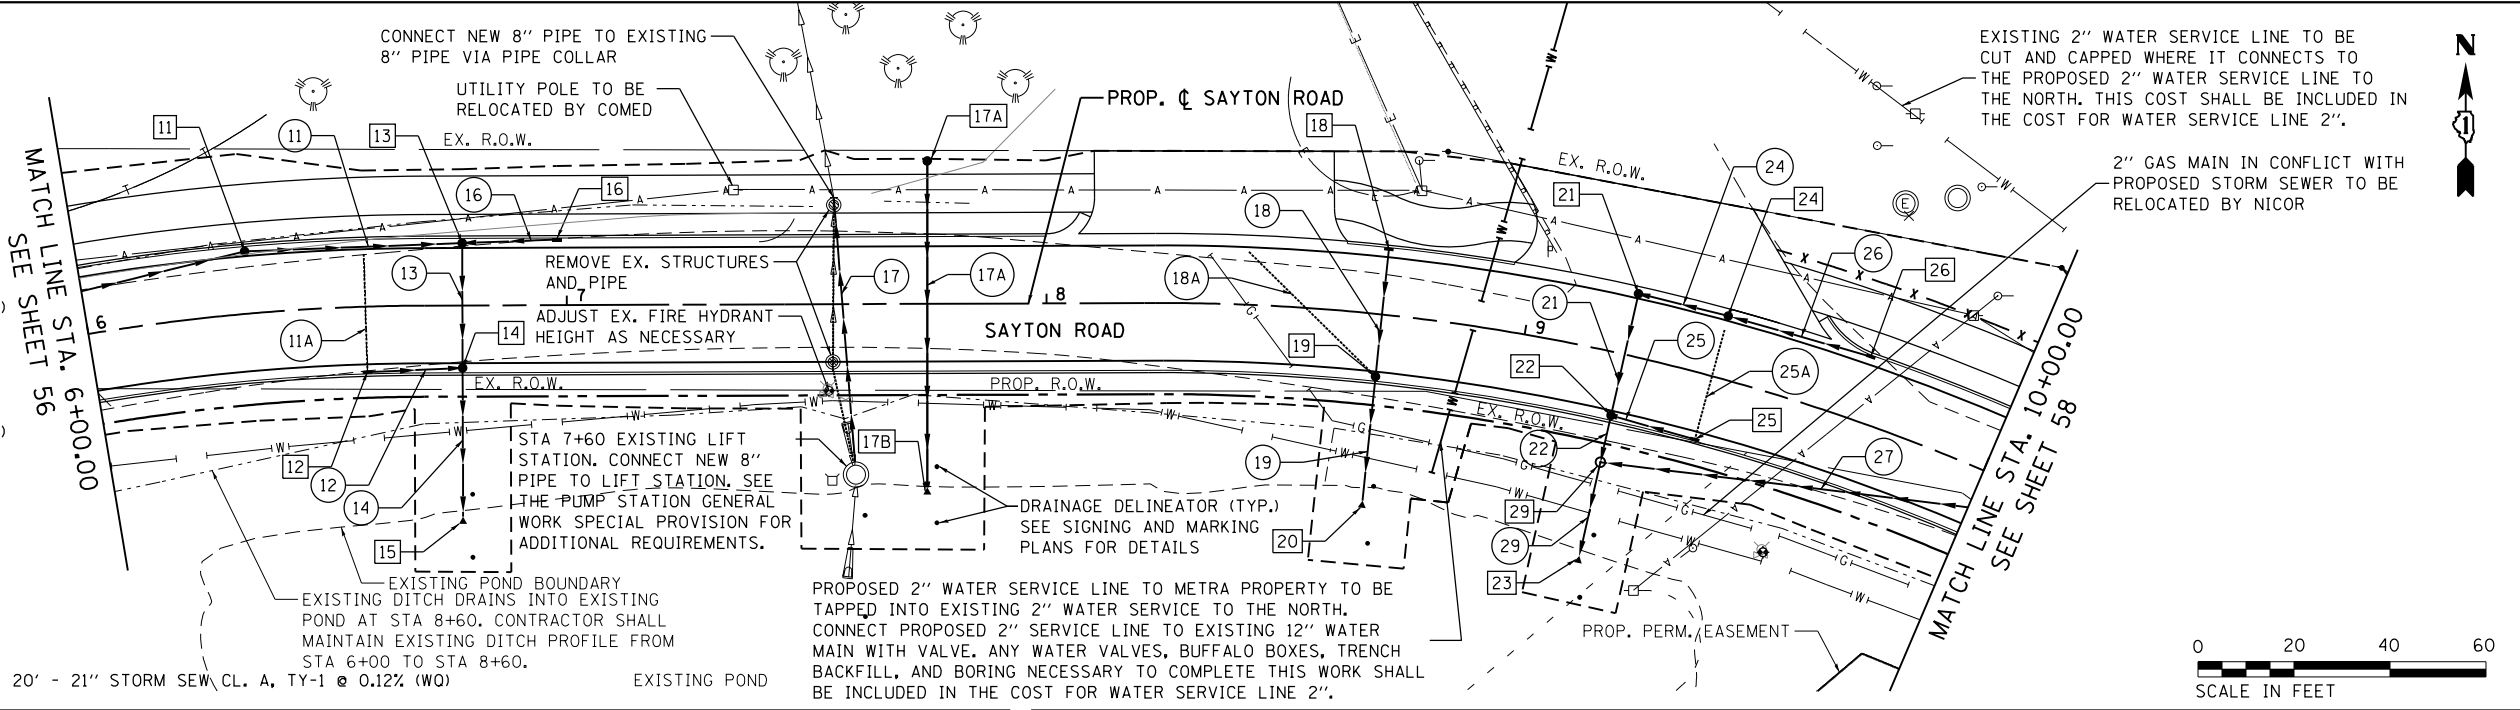 CONNECT NEW 8" PIPE TO EXISTING
8" PIPE VIA PIPE COLLAR
UTILITY POLE TO BE
RELOCATED BY COMED
PROP. ℄ SAYTON ROAD
EXISTING 2" WATER SERVICE LINE TO BE
CUT AND CAPPED WHERE IT CONNECTS TO
THE PROPOSED 2" WATER SERVICE LINE TO
THE NORTH. THIS COST SHALL BE INCLUDED IN
THE COST FOR WATER SERVICE LINE 2".
N
1
2" GAS MAIN IN CONFLICT WITH
PROPOSED STORM SEWER TO BE
RELOCATED BY NICOR
MATCH LINE STA. 6+00.00
SEE SHEET 56
11
11
13
EX. R.O.W.
17A
18
EX. R.O.W.
24
21
24
16
16
18
E
26
26
13
REMOVE EX. STRUCTURES
AND PIPE
17
17A
18A
21
6
7
8
9
11A
14
ADJUST EX. FIRE HYDRANT
HEIGHT AS NECESSARY
SAYTON ROAD
19
22
25
25A
EX. R.O.W.
PROP. R.O.W.
EX. R.O.W.
25
12
12
14
15
STA 7+60 EXISTING LIFT
STATION. CONNECT NEW 8"
PIPE TO LIFT STATION. SEE
THE PUMP STATION GENERAL
WORK SPECIAL PROVISION FOR
ADDITIONAL REQUIREMENTS.
17B
19
22
27
DRAINAGE DELINEATOR (TYP.)
SEE SIGNING AND MARKING
PLANS FOR DETAILS
20
29
29
23
MATCH LINE STA. 10+00.00
SEE SHEET 58
EXISTING POND BOUNDARY
EXISTING DITCH DRAINS INTO EXISTING
POND AT STA 8+60. CONTRACTOR SHALL
MAINTAIN EXISTING DITCH PROFILE FROM
STA 6+00 TO STA 8+60.
PROPOSED 2" WATER SERVICE LINE TO METRA PROPERTY TO BE
TAPPED INTO EXISTING 2" WATER SERVICE TO THE NORTH.
CONNECT PROPOSED 2" SERVICE LINE TO EXISTING 12" WATER
MAIN WITH VALVE. ANY WATER VALVES, BUFFALO BOXES, TRENCH
BACKFILL, AND BORING NECESSARY TO COMPLETE THIS WORK SHALL
BE INCLUDED IN THE COST FOR WATER SERVICE LINE 2".
PROP. PERM. EASEMENT
20' - 21" STORM SEW CL. A, TY-1 @ 0.12% (WQ)
EXISTING POND
0 20 40 60
SCALE IN FEET